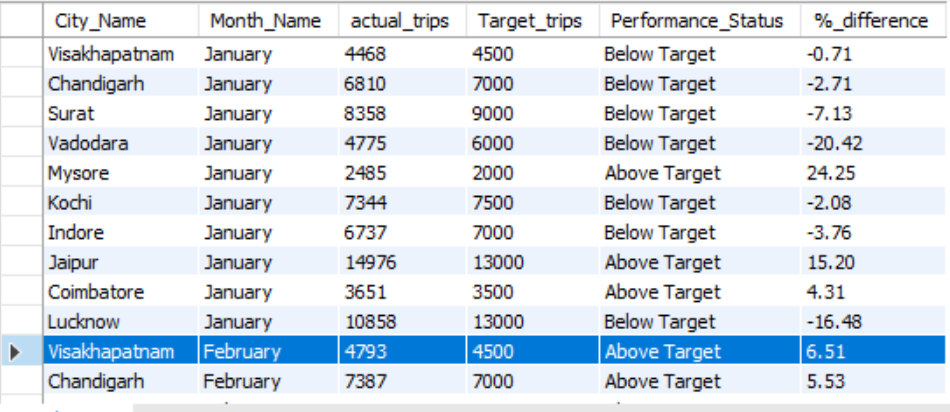 City_Name Month_Name actual_trips Target_trips Performance_Status %_difference
Visakhapatnam January 4468 4500 Below Target -0.71
Chandigarh January 6810 7000 Below Target -2.71
Surat January 8358 9000 Below Target -7.13
Vadodara January 4775 6000 Below Target -20.42
Mysore January 2485 2000 Above Target 24.25
Kochi January 7344 7500 Below Target -2.08
Indore January 6737 7000 Below Target -3.76
Jaipur January 14976 13000 Above Target 15.20
Coimbatore January 3651 3500 Above Target 4.31
Lucknow January 10858 13000 Below Target -16.48
Visakhapatnam February 4793 4500 Above Target 6.51
Chandigarh February 7387 7000 Above Target 5.53